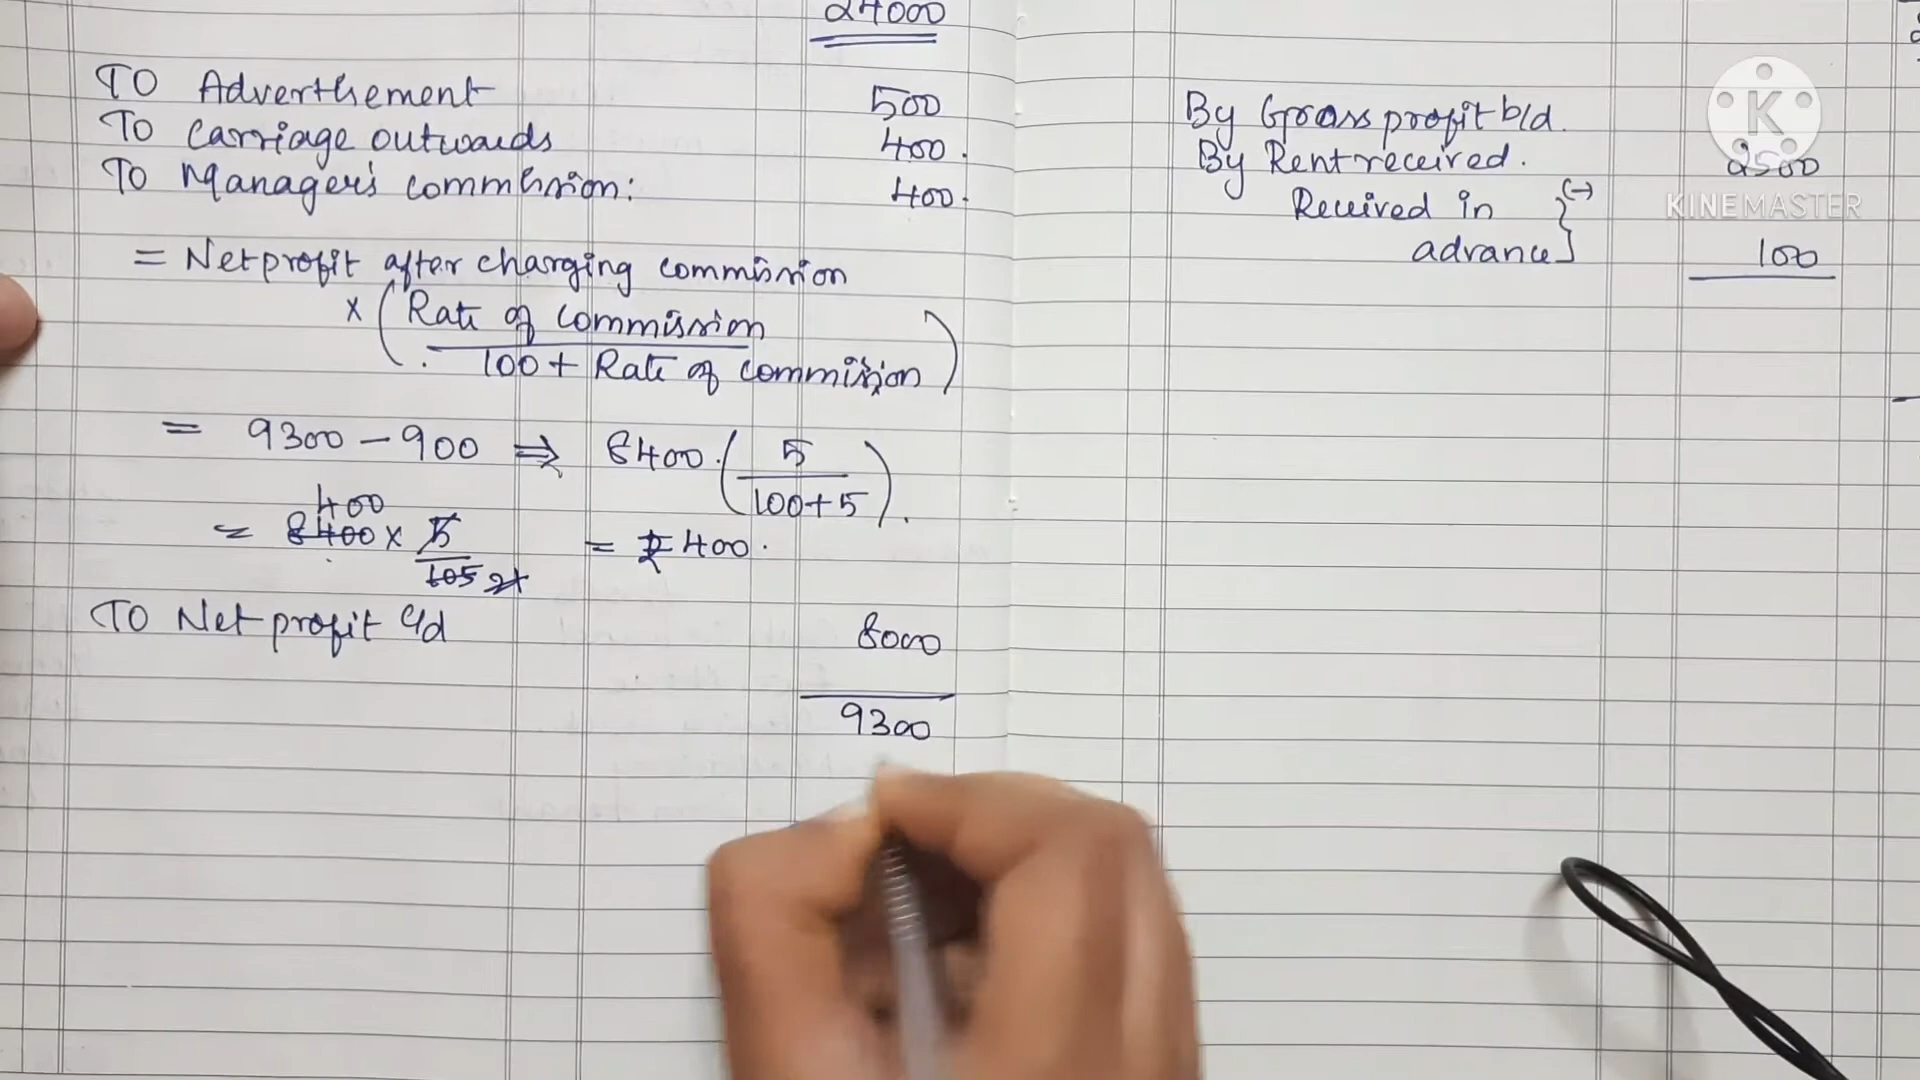 24000
TO Advertisement 500
TO Carriage outwards 400.
TO Manager's commission: 400.
= Net profit after charging commission
x ( Rate of commission
100 + Rate of commission )
= 9300 - 900 ⇒ 8400. ( 5
100+5 ).
400
= 8400 x 5 = ₹ 400.
105 21
TO Net profit c/d 8000
9300
By Gross profit b/d.
By Rent received. 2500
Received in } (-)
advance 100
K
KINEMASTER